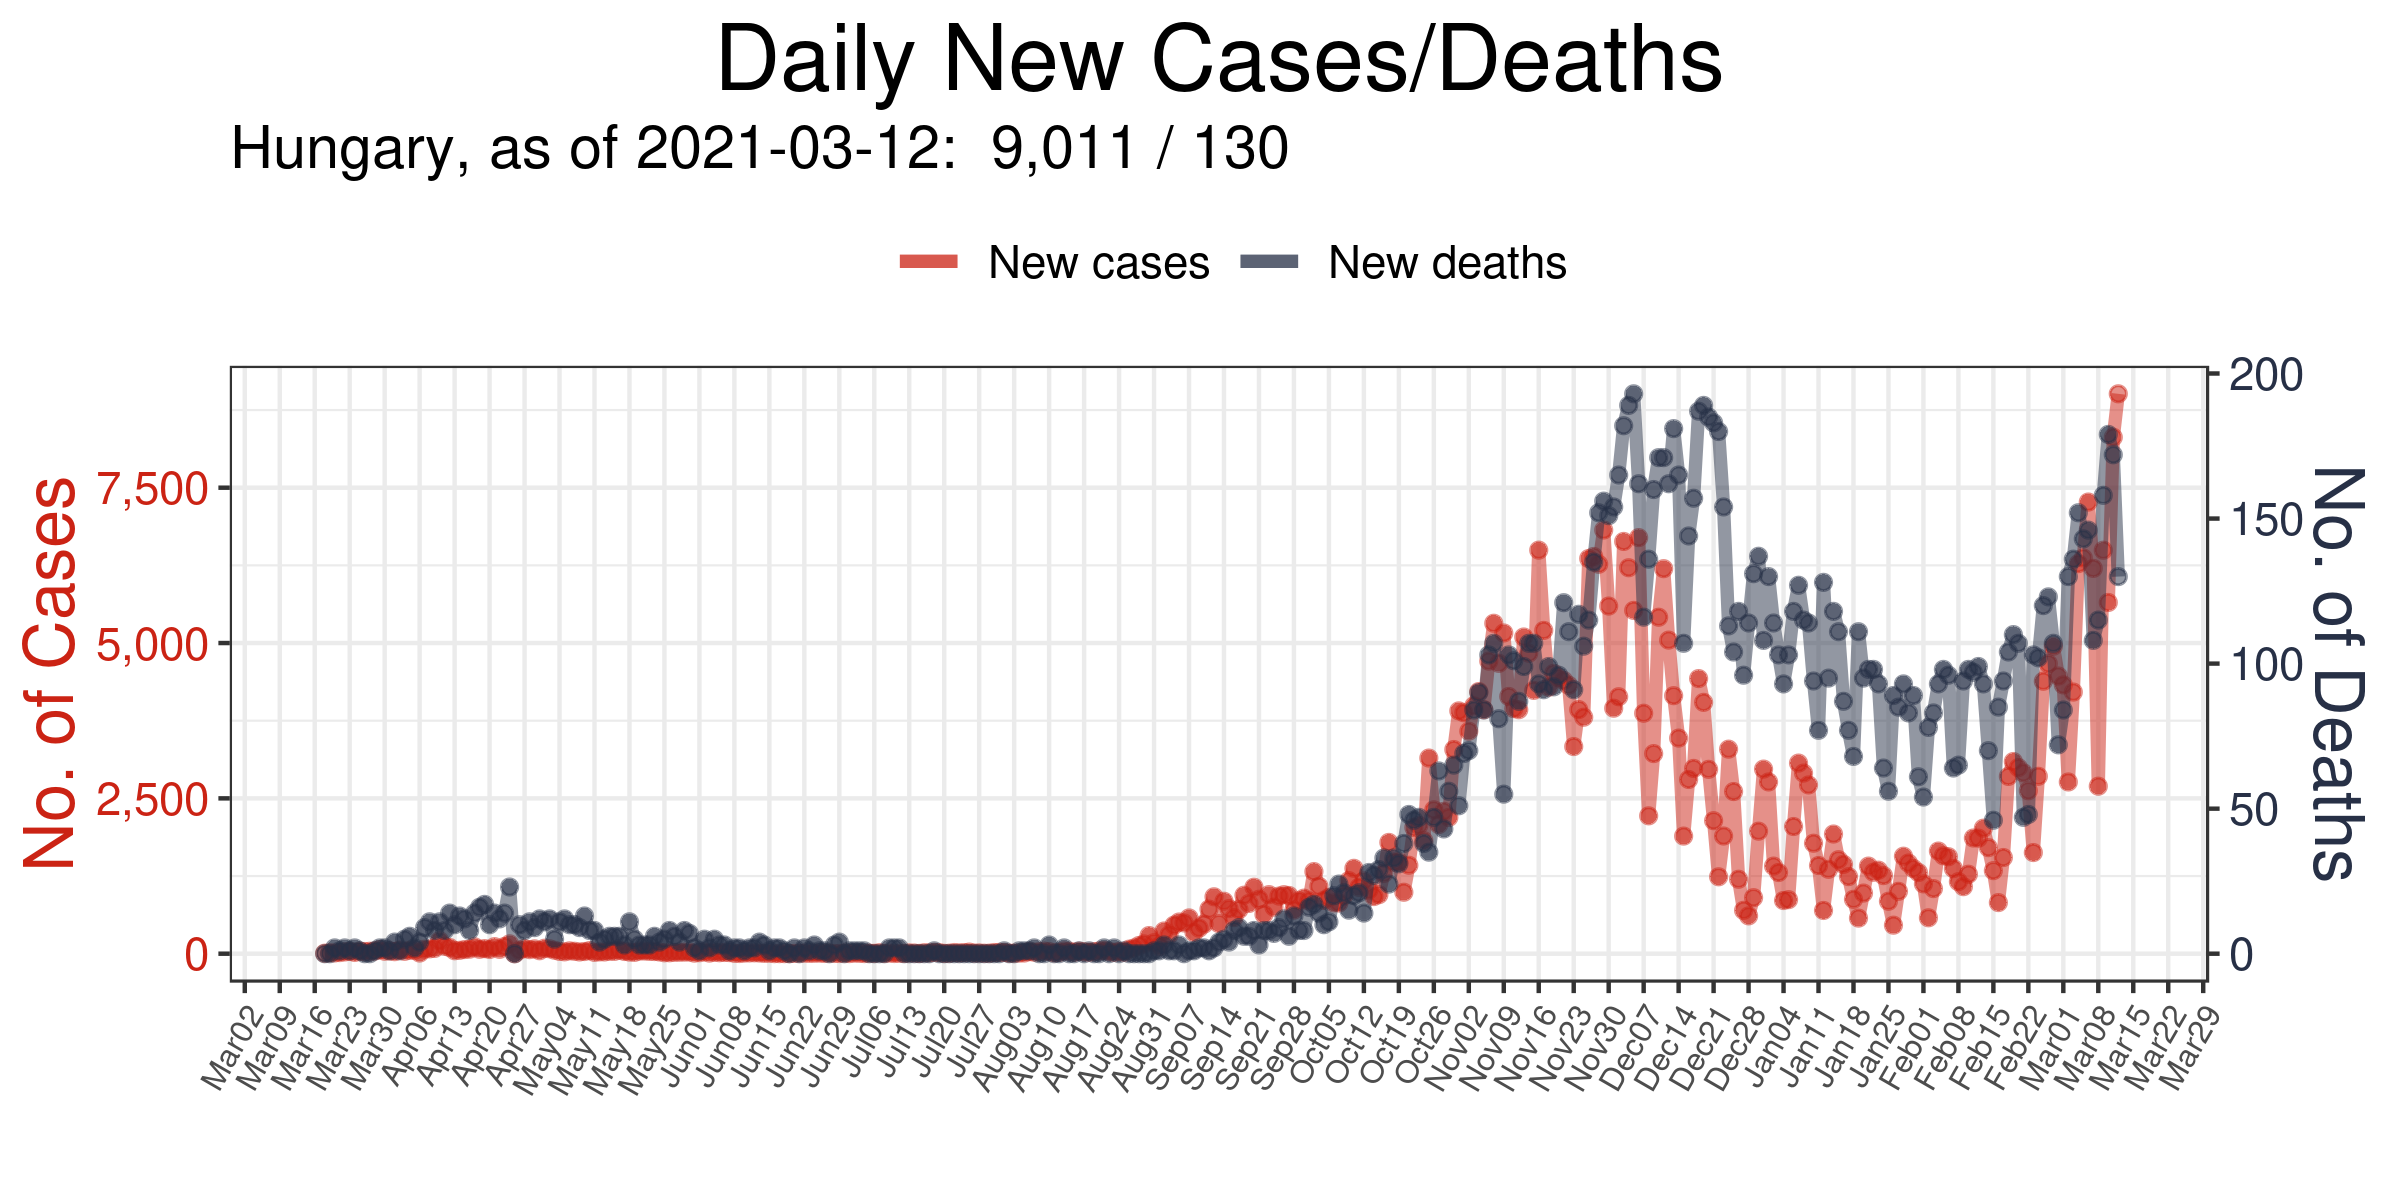 Daily New Cases/Deaths
Hungary, as of 2021-03-12:  9,011 / 130
New cases
New deaths
No. of Cases
7,500
5,000
2,500
0
200
150
100
50
0
No. of Deaths
Mar02
Mar09
Mar16
Mar23
Mar30
Apr06
Apr13
Apr20
Apr27
May04
May11
May18
May25
Jun01
Jun08
Jun15
Jun22
Jun29
Jul06
Jul13
Jul20
Jul27
Aug03
Aug10
Aug17
Aug24
Aug31
Sep07
Sep14
Sep21
Sep28
Oct05
Oct12
Oct19
Oct26
Nov02
Nov09
Nov16
Nov23
Nov30
Dec07
Dec14
Dec21
Dec28
Dec04
Jan11
Jan18
Jan25
Feb01
Feb08
Feb15
Feb22
Mar01
Mar08
Mar15
Mar22
Mar29